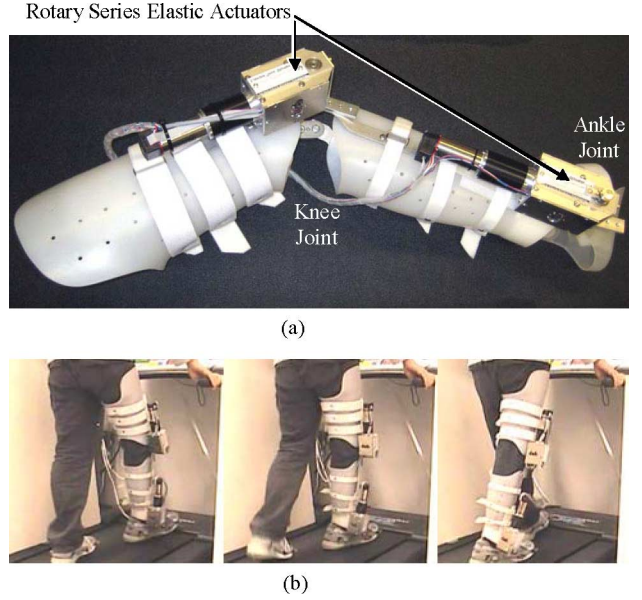 Rotary Series Elastic Actuators
Ankle
Joint
Knee
Joint
(a)
(b)